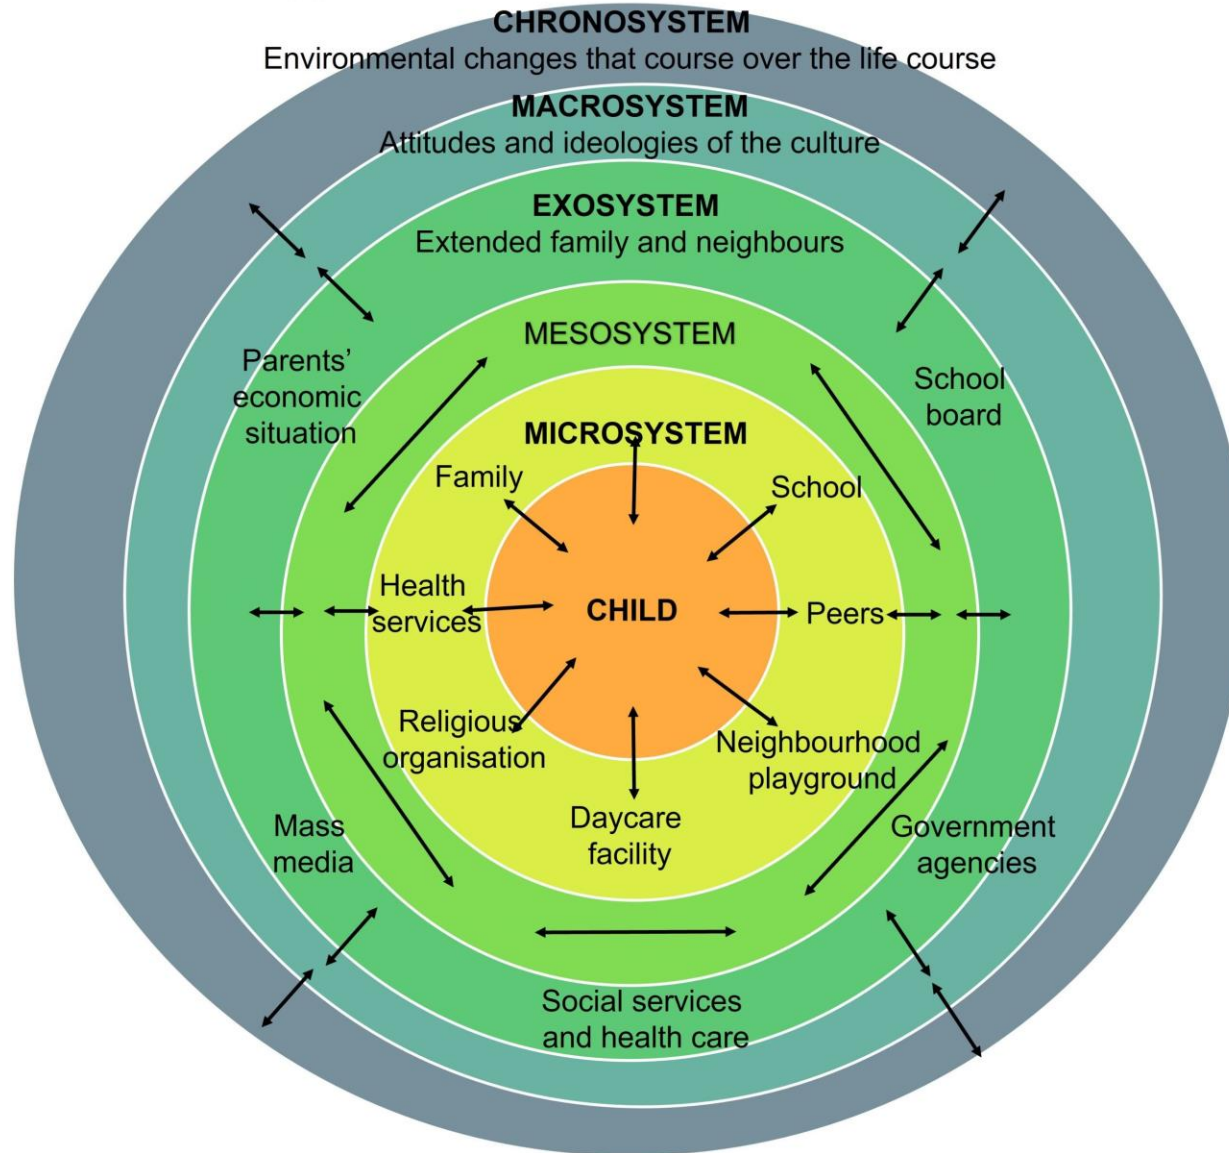 CHRONOSYSTEM
Environmental changes that course over the life course
MACROSYSTEM
Attitudes and ideologies of the culture
EXOSYSTEM
Extended family and neighbours
MESOSYSTEM
Parents'
economic
situation
School
board
MICROSYSTEM
Family
School
Health
services
CHILD
Peers
Religious
organisation
Neighbourhood
playground
Daycare
facility
Mass
media
Government
agencies
Social services
and health care